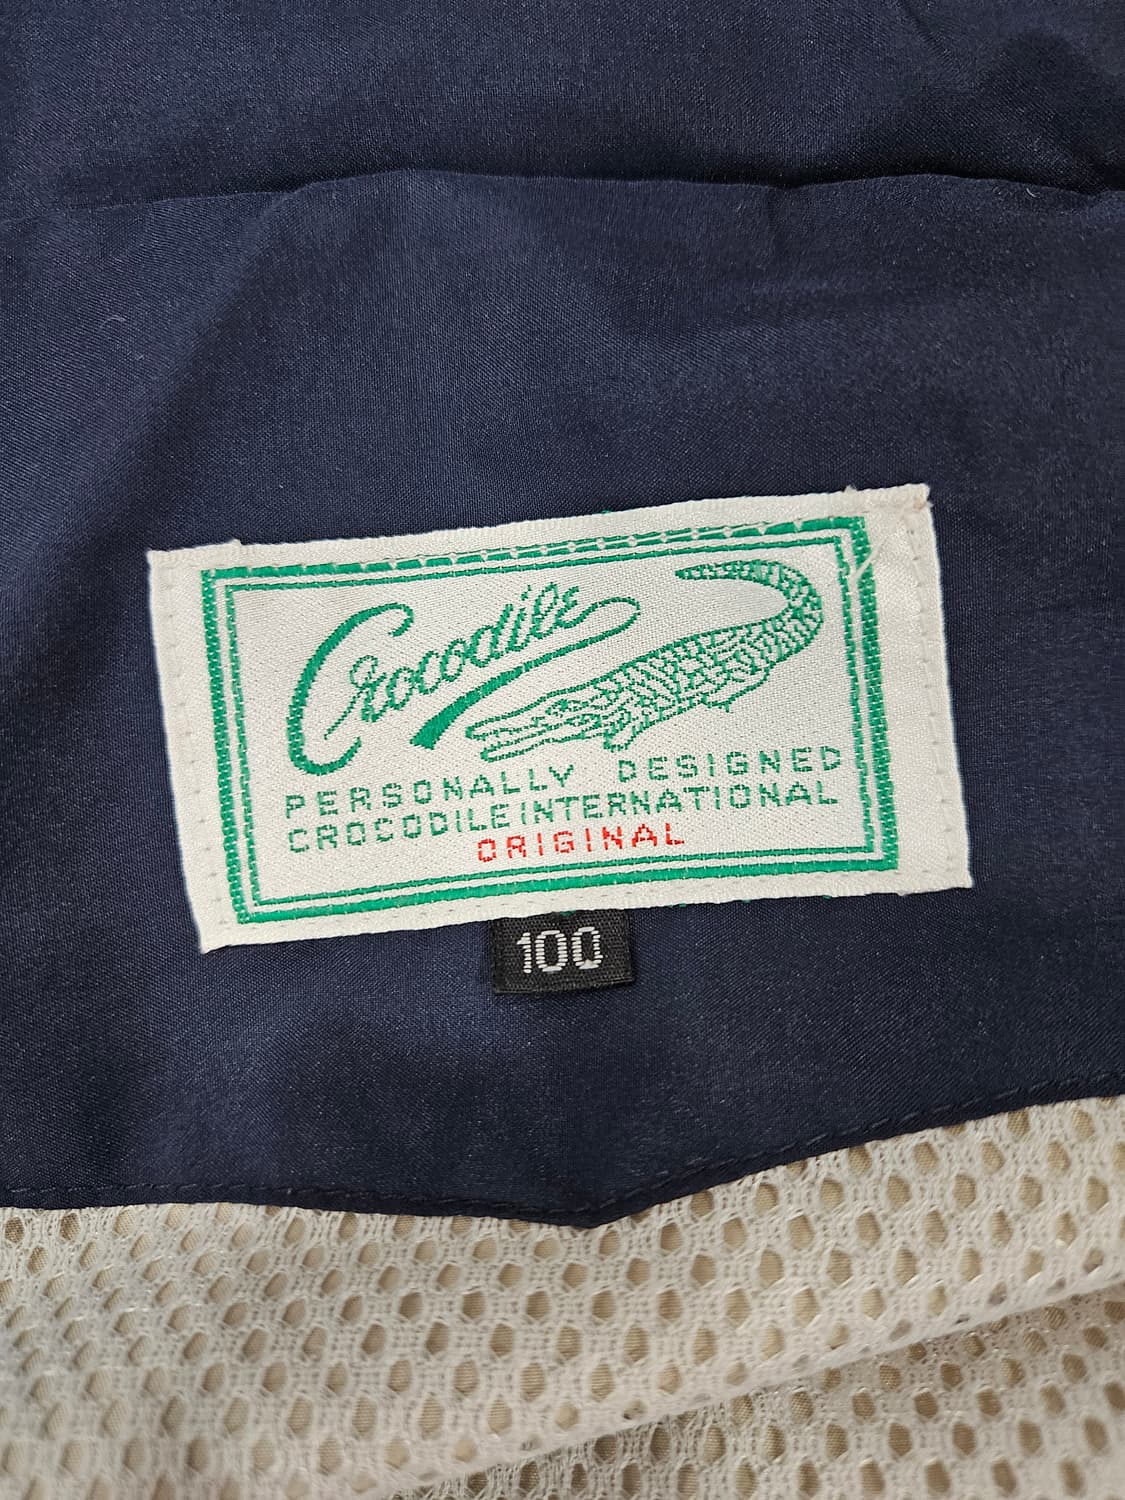 Crocodile
PERSONALLY DESIGNED
CROCODILE INTERNATIONAL
ORIGINAL
100